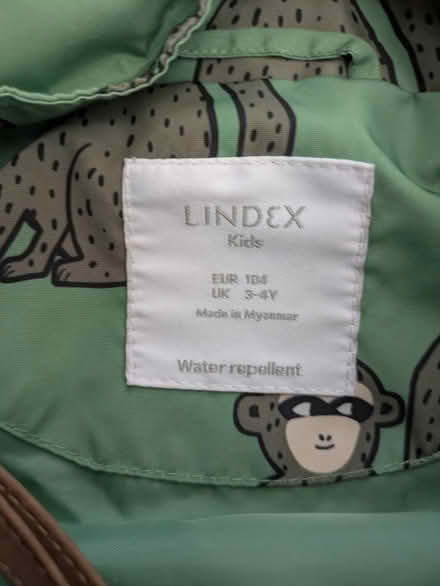 LINDEX
Kids
EUR 104
UK 3-4Y
Made in Myanmar
Water repellent